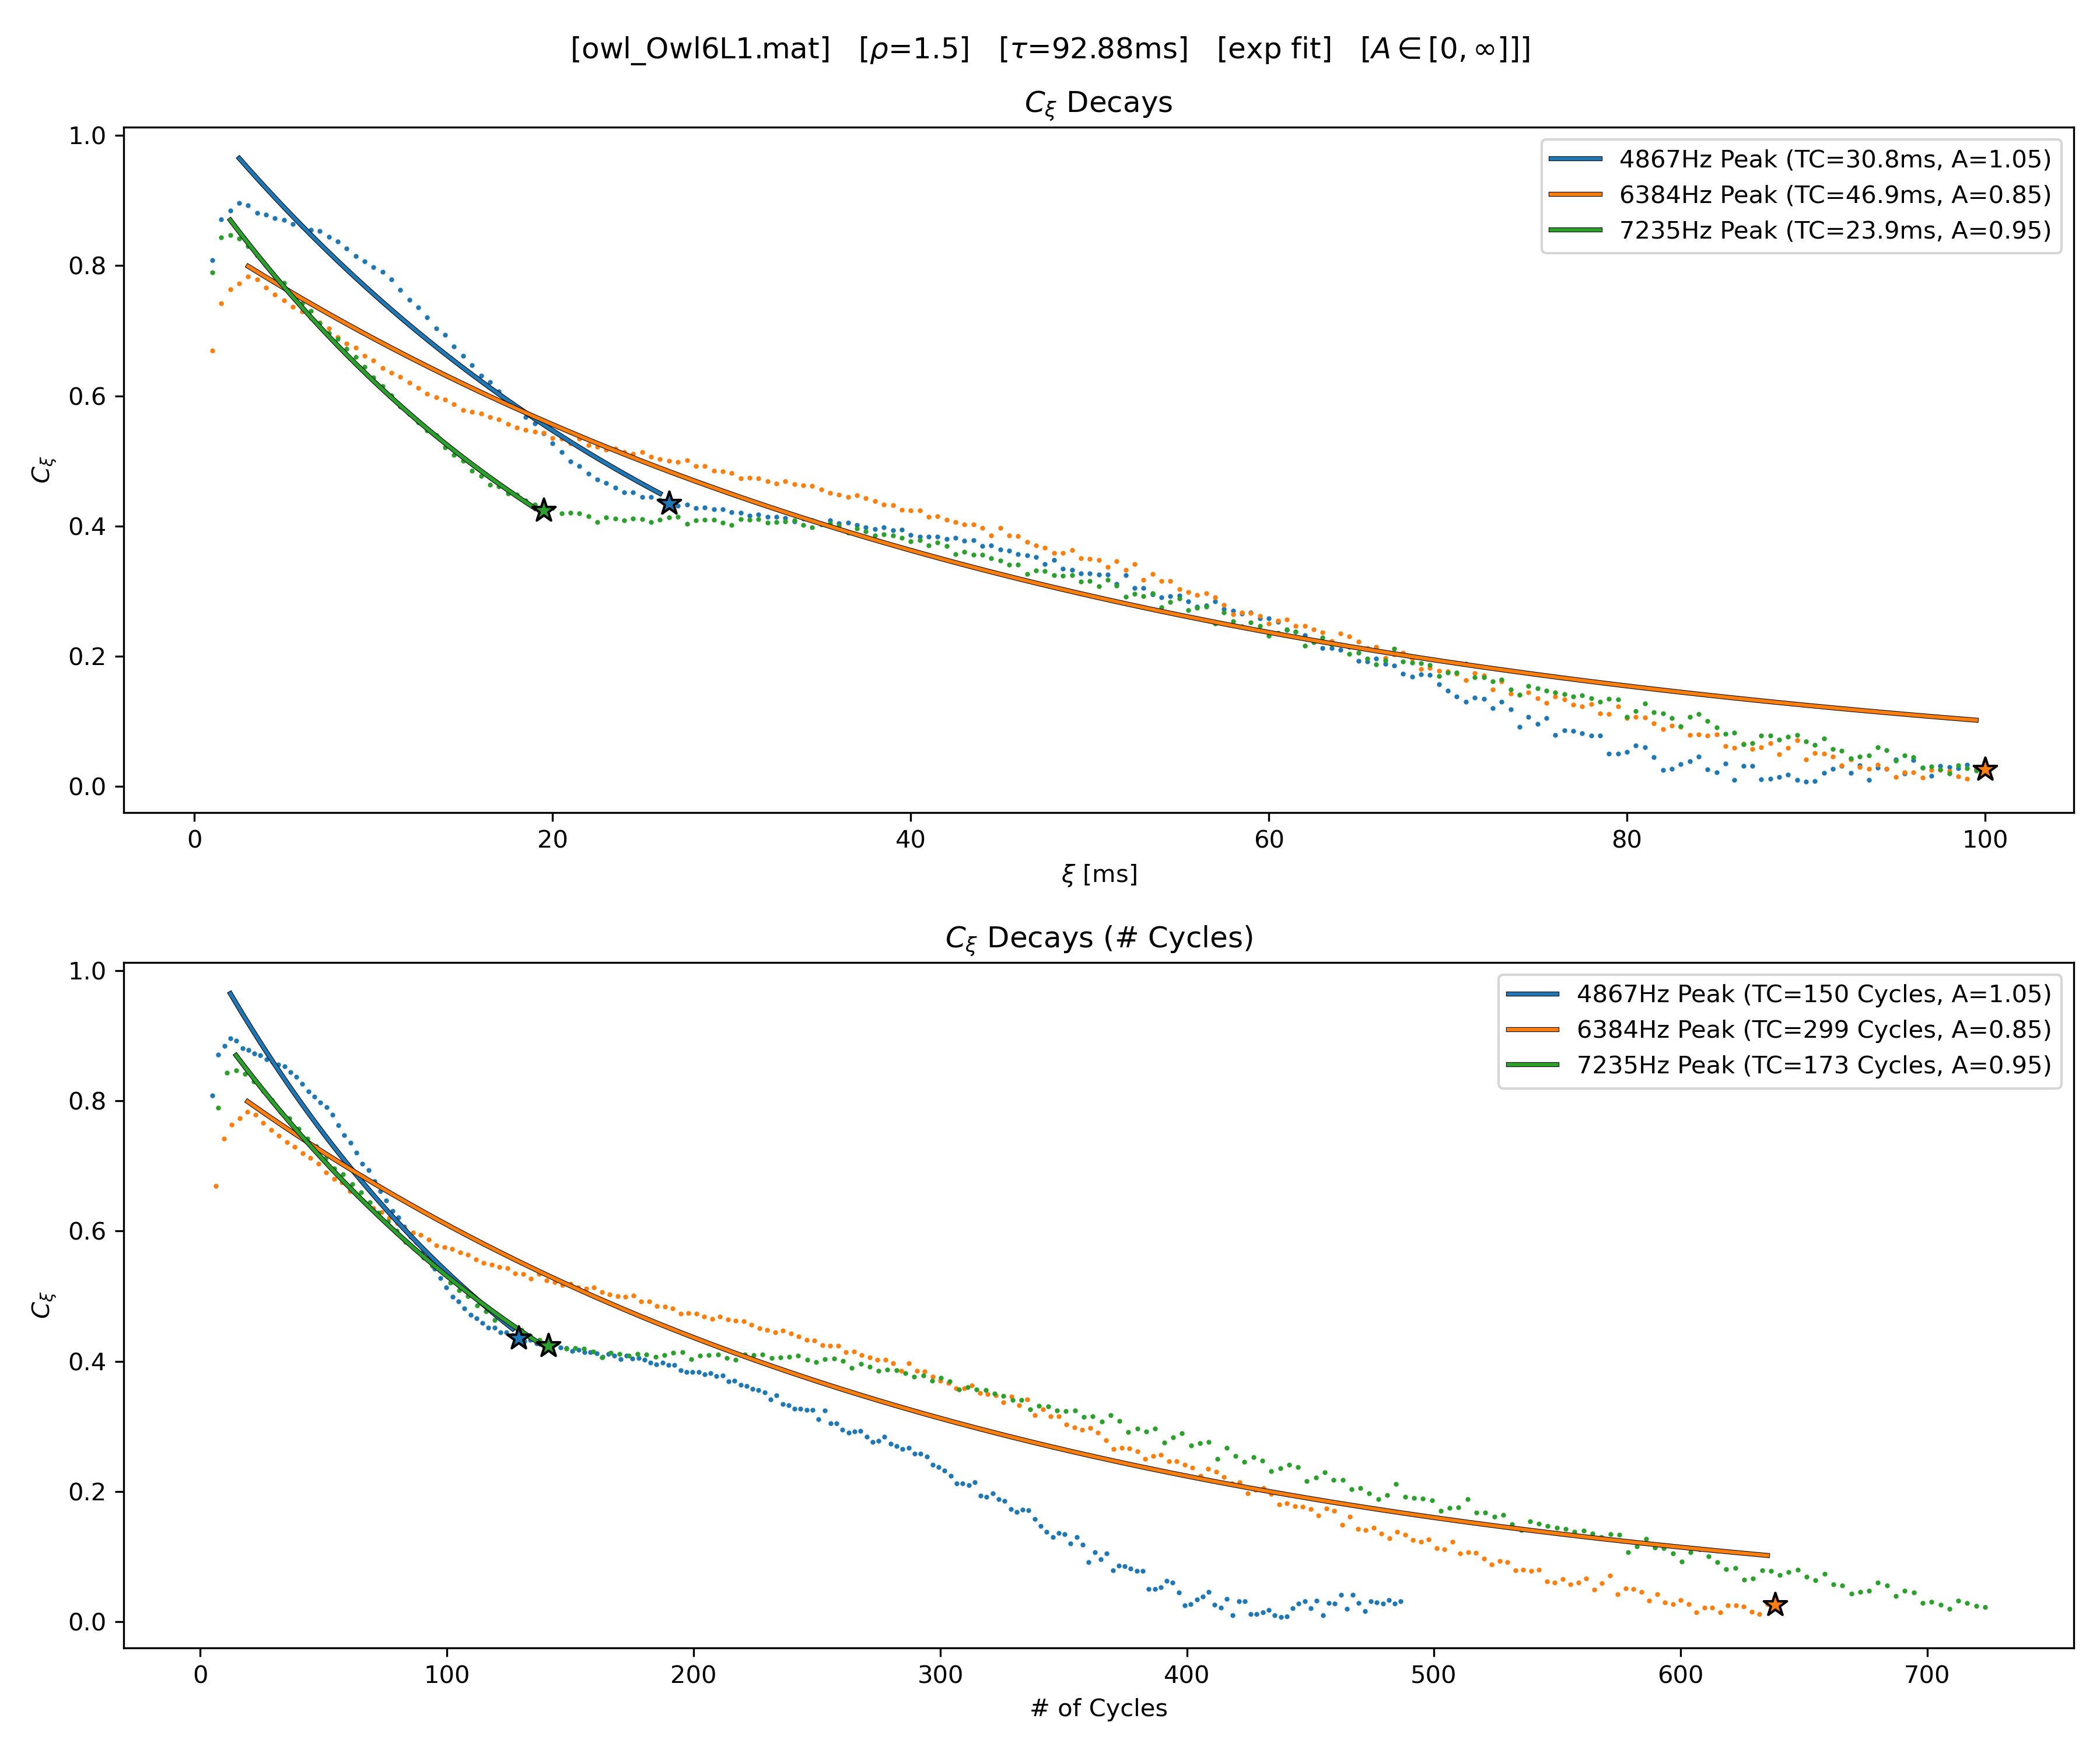 [owl_Owl6L1.mat] [ρ=1.5] [τ=92.88ms] [exp fit] [A ∈ [0, ∞]]]
Cξ Decays
1.0
0.8
0.6
0.4
0.2
0.0
Cξ
4867Hz Peak (TC=30.8ms, A=1.05)
6384Hz Peak (TC=46.9ms, A=0.85)
7235Hz Peak (TC=23.9ms, A=0.95)
0 20 40 60 80 100
ξ [ms]
Cξ Decays (# Cycles)
1.0
0.8
0.6
0.4
0.2
0.0
Cξ
4867Hz Peak (TC=150 Cycles, A=1.05)
6384Hz Peak (TC=299 Cycles, A=0.85)
7235Hz Peak (TC=173 Cycles, A=0.95)
0 100 200 300 400 500 600 700
# of Cycles